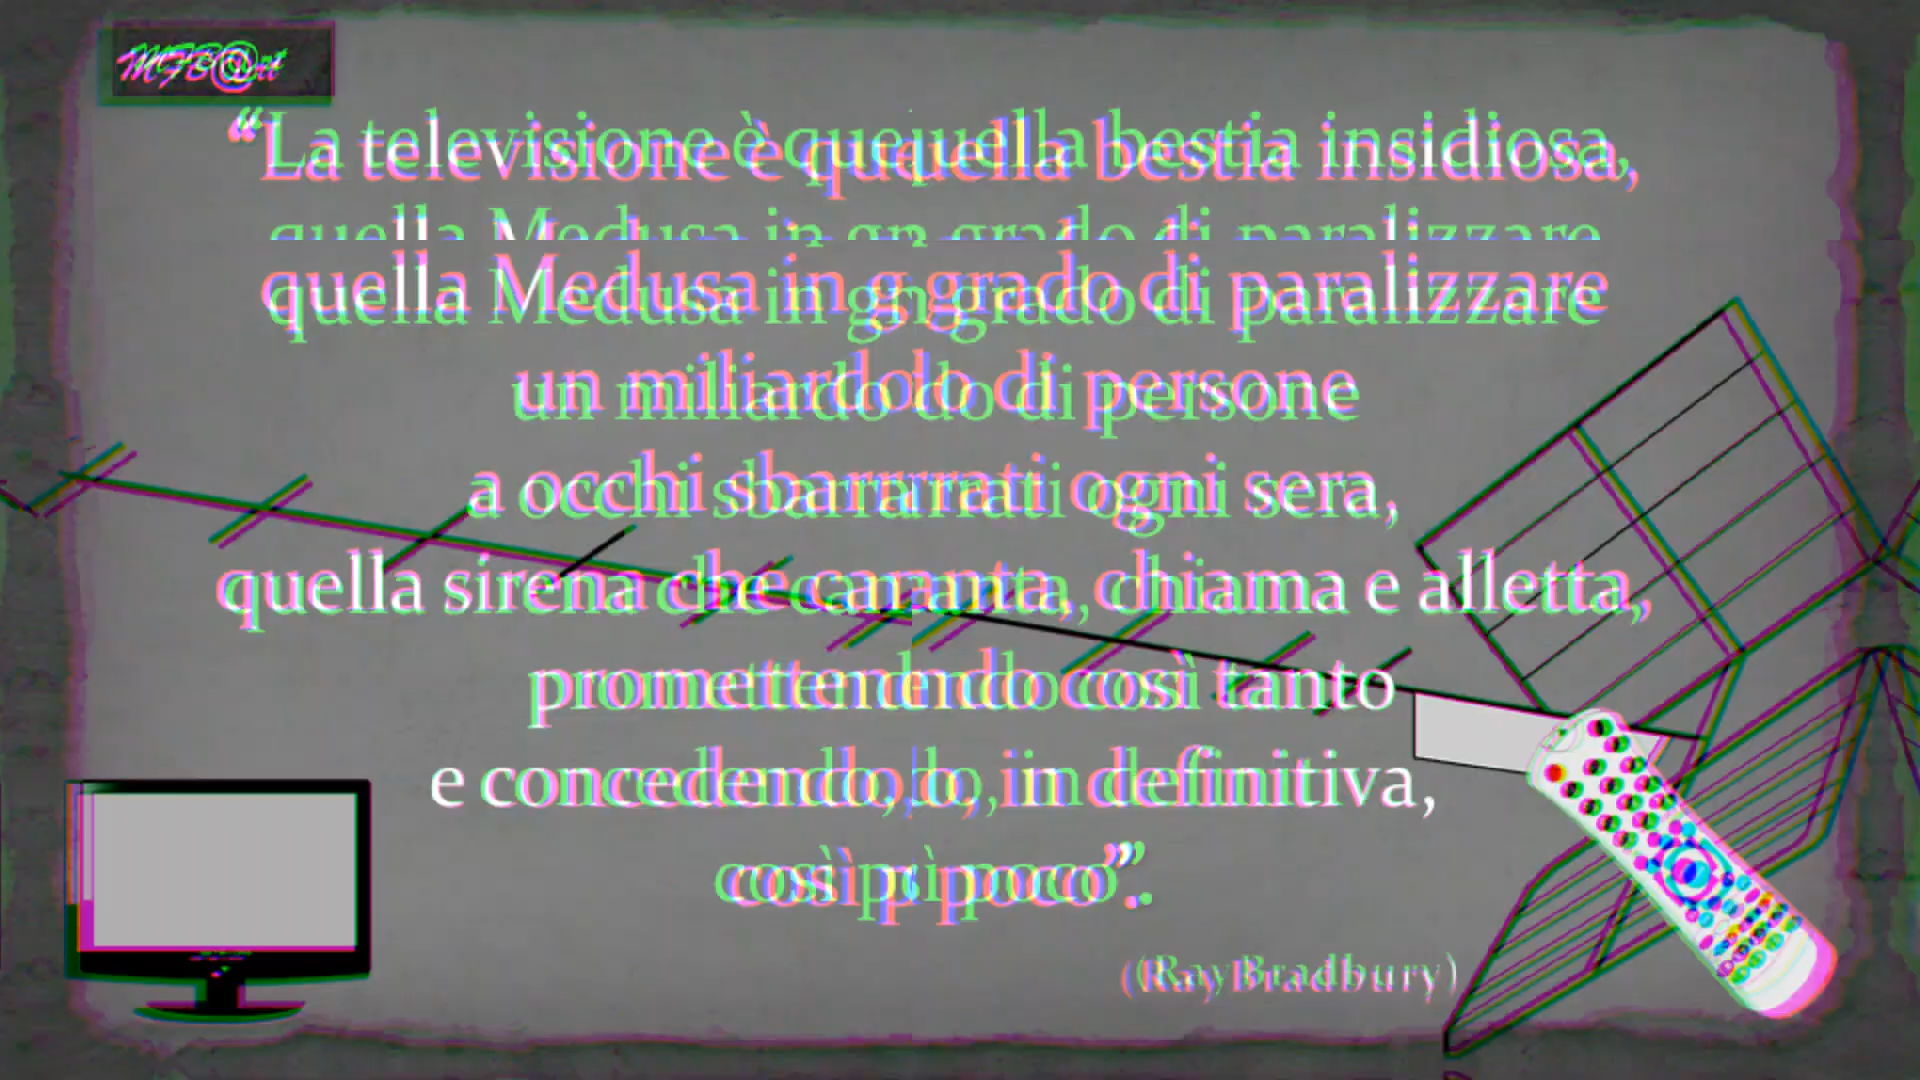 MFB@rt
“La televisione è quella bestia insidiosa,
quella Medusa in grado di paralizzare
un miliardo di persone
a occhi sbarrati ogni sera,
quella sirena che canta, chiama e alletta,
promettendo così tanto
e concedendo, in definitiva,
così poco”.
(Ray Bradbury)